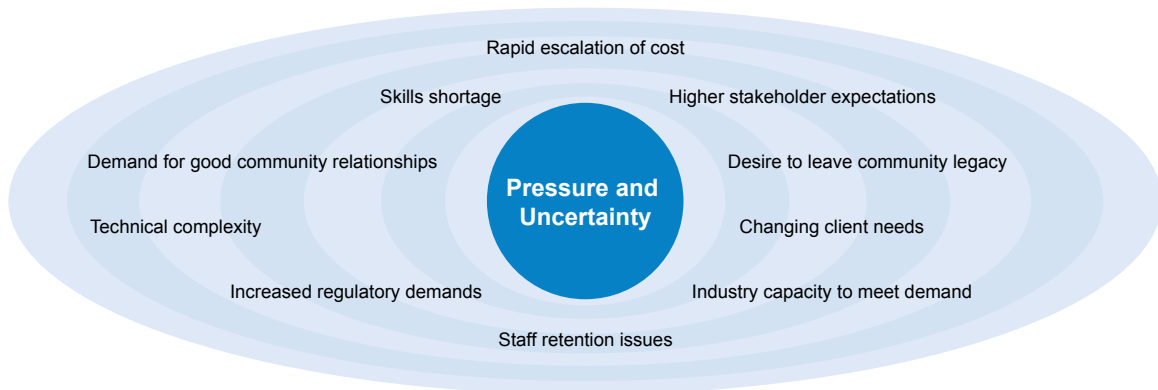 Rapid escalation of cost
Skills shortage
Higher stakeholder expectations
Demand for good community relationships
Desire to leave community legacy
Pressure and
Uncertainty
Technical complexity
Changing client needs
Increased regulatory demands
Industry capacity to meet demand
Staff retention issues